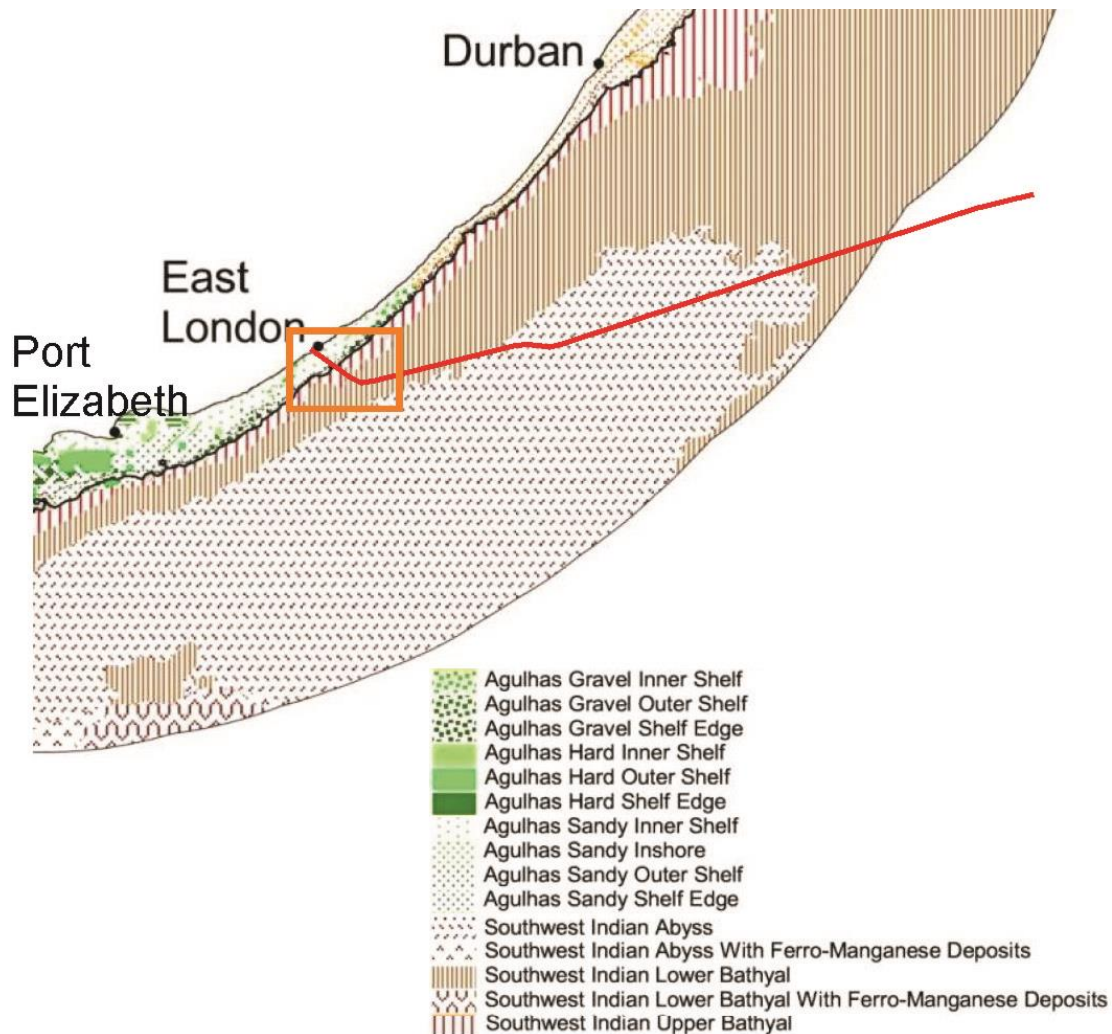 Durban
East
London
Port
Elizabeth
Agulhas Gravel Inner Shelf
Agulhas Gravel Outer Shelf
Agulhas Gravel Shelf Edge
Agulhas Hard Inner Shelf
Agulhas Hard Outer Shelf
Agulhas Hard Shelf Edge
Agulhas Sandy Inner Shelf
Agulhas Sandy Inshore
Agulhas Sandy Outer Shelf
Agulhas Sandy Shelf Edge
Southwest Indian Abyss
Southwest Indian Abyss With Ferro-Manganese Deposits
Southwest Indian Lower Bathyal
Southwest Indian Lower Bathyal With Ferro-Manganese Deposits
Southwest Indian Upper Bathyal